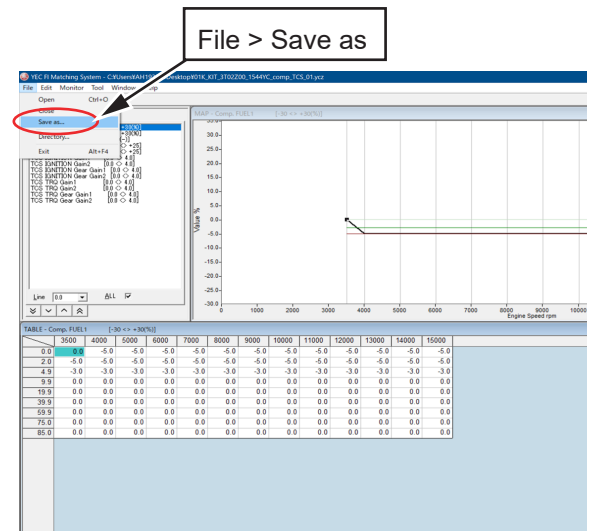 File > Save as
YEC FI Matching System - C:¥Users¥AH19
sktop¥01K_KIT_3T02Z00_1544YC_comp_TCS_01.ycz
File Edit Monitor Tool
Open Ctrl+O
Close
Save as...
Directory...
Exit Alt+F4
TCS IGNITION Gain2 [0.0 <> 4.0]
TCS IGNITION Gear Gain1 [0.0 <> 4.0]
TCS IGNITION Gear Gain2 [0.0 <> 4.0]
TCS TRQ Gain1 [0.0 <> 4.0]
TCS TRQ Gain2 [0.0 <> 4.0]
TCS TRQ Gear Gain1 [0.0 <> 4.0]
TCS TRQ Gear Gain2 [0.0 <> 4.0]
Line 0.0 ALL
MAP - Comp. FUEL1 [-30 <> +30(%)]
30.0
25.0
20.0
15.0
10.0
5.0
0.0
-5.0
-10.0
-15.0
-20.0
-25.0
-30.0
Value %
0 1000 2000 3000 4000 5000 6000 7000 8000 9000 10000
Engine Speed rpm
TABLE - Comp. FUEL1 [-30 <> +30(%)]
3500 4000 5000 6000 7000 8000 9000 10000 11000 12000 13000 14000 15000
0.0 0.0 -5.0 -5.0 -5.0 -5.0 -5.0 -5.0 -5.0 -5.0 -5.0 -5.0 -5.0 -5.0
2.0 -5.0 -5.0 -5.0 -5.0 -5.0 -5.0 -5.0 -5.0 -5.0 -5.0 -5.0 -5.0 -5.0
4.9 -3.0 -3.0 -3.0 -3.0 -3.0 -3.0 -3.0 -3.0 -3.0 -3.0 -3.0 -3.0 -3.0
9.9 0.0 0.0 0.0 0.0 0.0 0.0 0.0 0.0 0.0 0.0 0.0 0.0 0.0
19.9 0.0 0.0 0.0 0.0 0.0 0.0 0.0 0.0 0.0 0.0 0.0 0.0 0.0
39.9 0.0 0.0 0.0 0.0 0.0 0.0 0.0 0.0 0.0 0.0 0.0 0.0 0.0
59.9 0.0 0.0 0.0 0.0 0.0 0.0 0.0 0.0 0.0 0.0 0.0 0.0 0.0
75.0 0.0 0.0 0.0 0.0 0.0 0.0 0.0 0.0 0.0 0.0 0.0 0.0 0.0
85.0 0.0 0.0 0.0 0.0 0.0 0.0 0.0 0.0 0.0 0.0 0.0 0.0 0.0